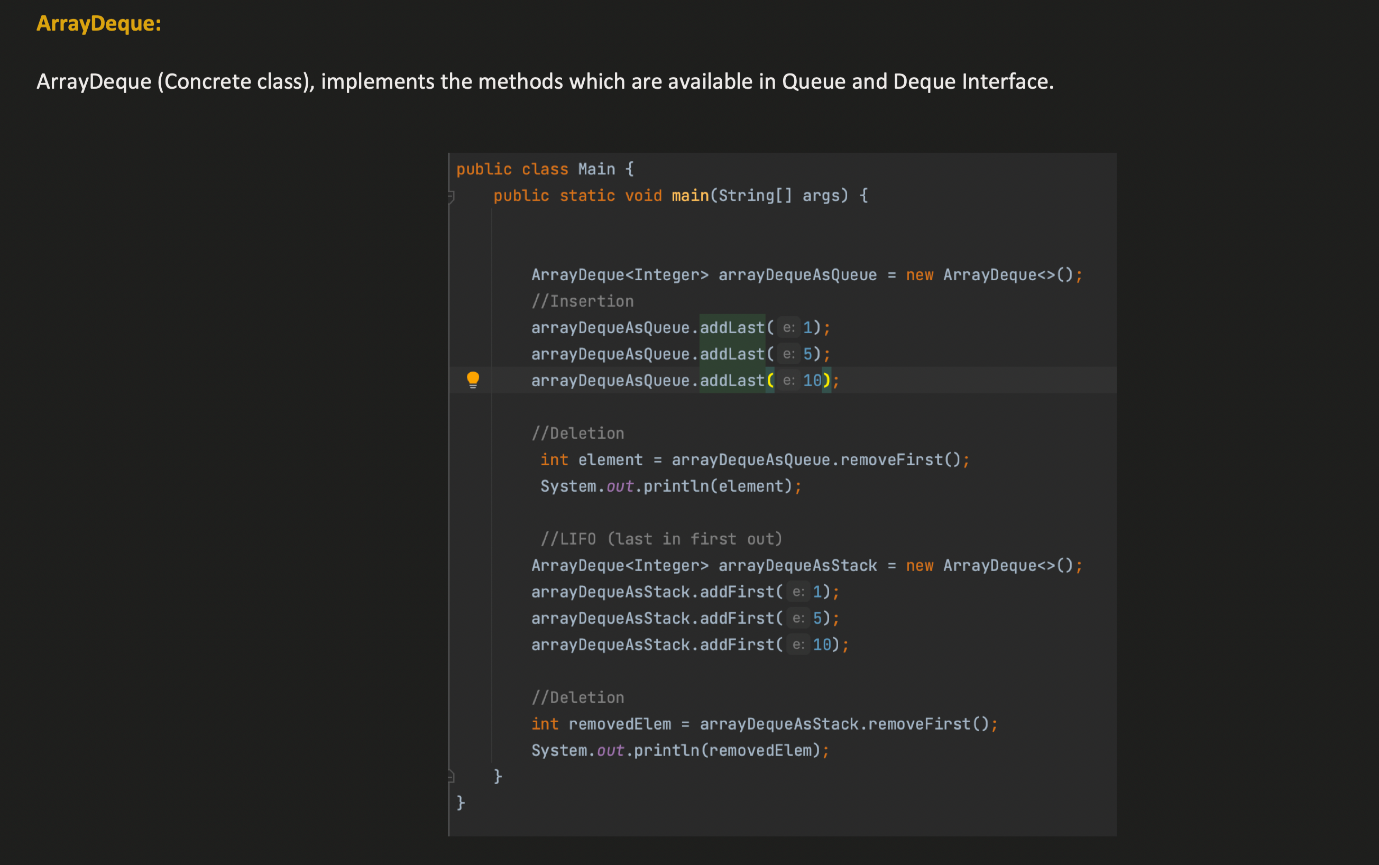 ArrayDeque:
ArrayDeque (Concrete class), implements the methods which are available in Queue and Deque Interface.
public class Main {
    public static void main(String[] args) {
        ArrayDeque<Integer> arrayDequeAsQueue = new ArrayDeque<>();
        //Insertion
        arrayDequeAsQueue.addLast( e: 1);
        arrayDequeAsQueue.addLast( e: 5);
        arrayDequeAsQueue.addLast( e: 10);
        //Deletion
         int element = arrayDequeAsQueue.removeFirst();
         System.out.println(element);
         //LIFO (last in first out)
        ArrayDeque<Integer> arrayDequeAsStack = new ArrayDeque<>();
        arrayDequeAsStack.addFirst( e: 1);
        arrayDequeAsStack.addFirst( e: 5);
        arrayDequeAsStack.addFirst( e: 10);
        //Deletion
        int removedElem = arrayDequeAsStack.removeFirst();
        System.out.println(removedElem);
    }
}